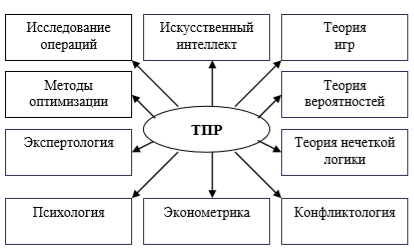 Исследование
операций
Искусственный
интеллект
Теория
игр
Методы
оптимизации
Теория
вероятностей
ТПР
Экспертология
Теория нечеткой
логики
Психология
Эконометрика
Конфликтология